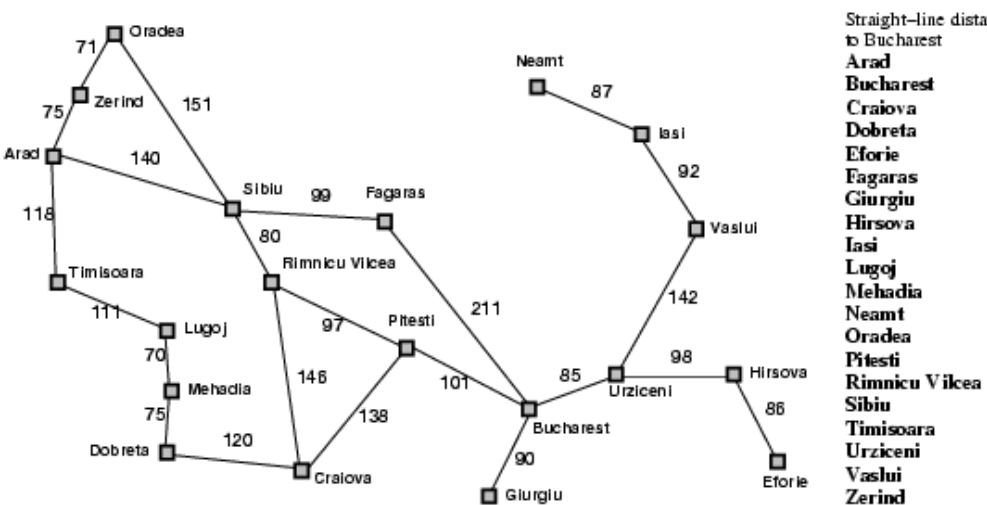 Oradea
71
Zerind
75
151
Arad
140
118
Sibiu
99
Fagaras
80
Timisoara
Rimnicu Vilcea
111
Lugoj
97
Pitesti
211
70
Mehadia
146
101
75
138
Dobreta
120
Craiova
Bucharest
90
Giurgiu
Neamt
87
Iasi
92
Vaslui
142
85
98
Urziceni
Hirsova
86
Eforie
Straight–line dista
to Bucharest
Arad
Bucharest
Craiova
Dobreta
Eforie
Fagaras
Giurgiu
Hirsova
Iasi
Lugoj
Mehadia
Neamt
Oradea
Pitesti
Rimnicu Vilcea
Sibiu
Timisoara
Urziceni
Vaslui
Zerind